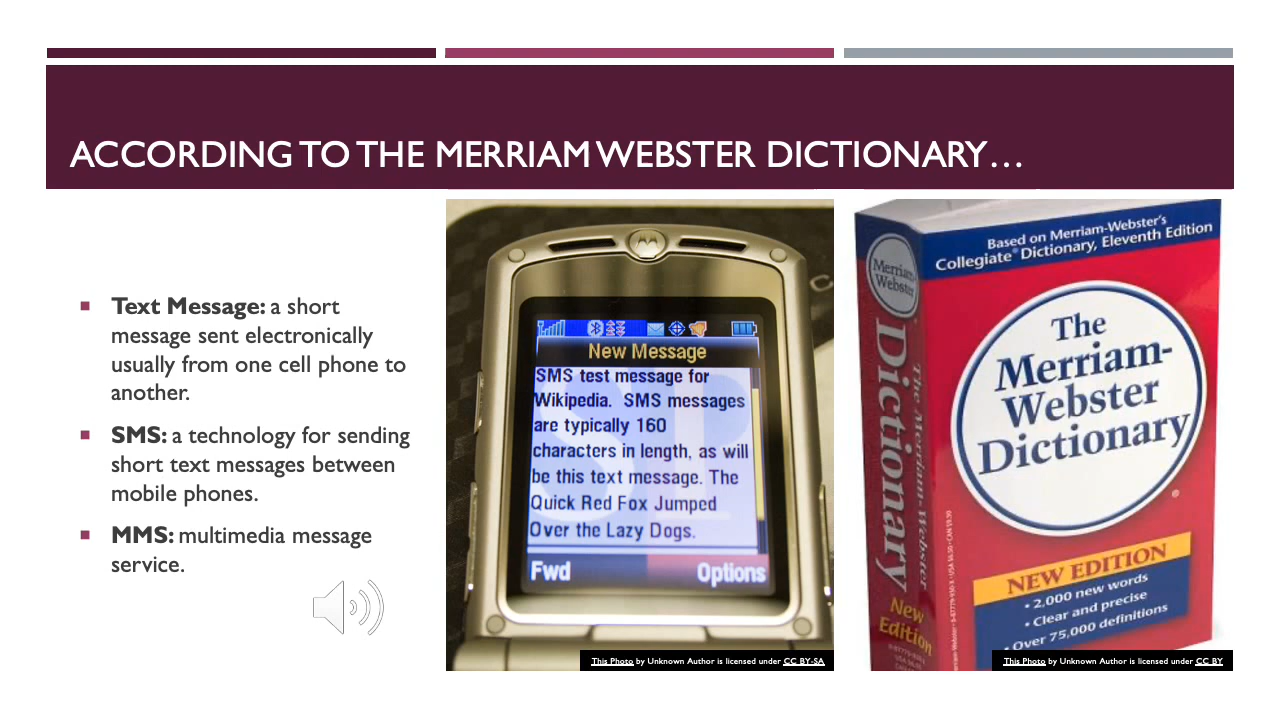 ACCORDING TO THE MERRIAM WEBSTER DICTIONARY…
Text Message: a short
message sent electronically
usually from one cell phone to
another.
SMS: a technology for sending
short text messages between
mobile phones.
MMS: multimedia message
service.
New Message
SMS test message for
Wikipedia. SMS messages
are typically 160
characters in length, as will
be this text message. The
Quick Red Fox Jumped
Over the Lazy Dogs.
Fwd Options
This Photo by Unknown Author is licensed under CC BY-SA
Based on Merriam-Webster's
Collegiate® Dictionary, Eleventh Edition
Merriam-
Webster
The Merriam-Webster
Dictionary
New
Edition
The
Merriam-
Webster
Dictionary
®
NEW EDITION
• 2,000 new words
• Clear and precise
• Over 75,000 definitions
This Photo by Unknown Author is licensed under CC BY